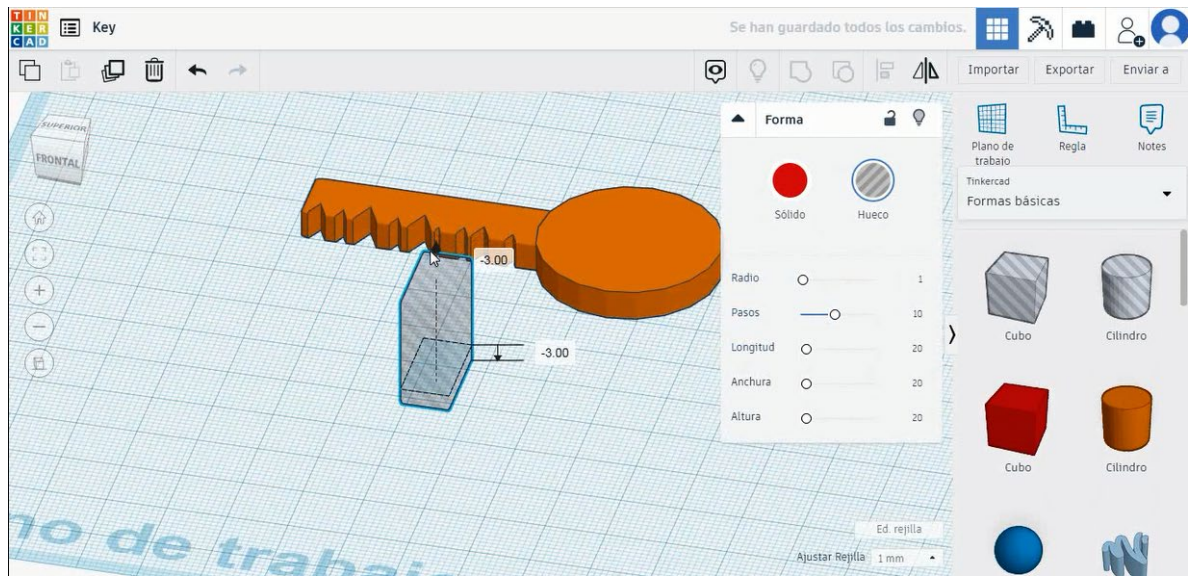 TIN
KER
CAD
Key
Se han guardado todos los cambios.
Importar
Exportar
Enviar a
SUPERIOR
FRONTAL
Forma
Sólido
Hueco
Radio 1
Pasos 10
Longitud 20
Anchura 20
Altura 20
-3.00
-3.00
Plano de
trabajo
Regla
Notes
Tinkercad
Formas básicas
Cubo
Cilindro
Cubo
Cilindro
no de trabajo
Ed. rejilla
Ajustar Rejilla 1 mm